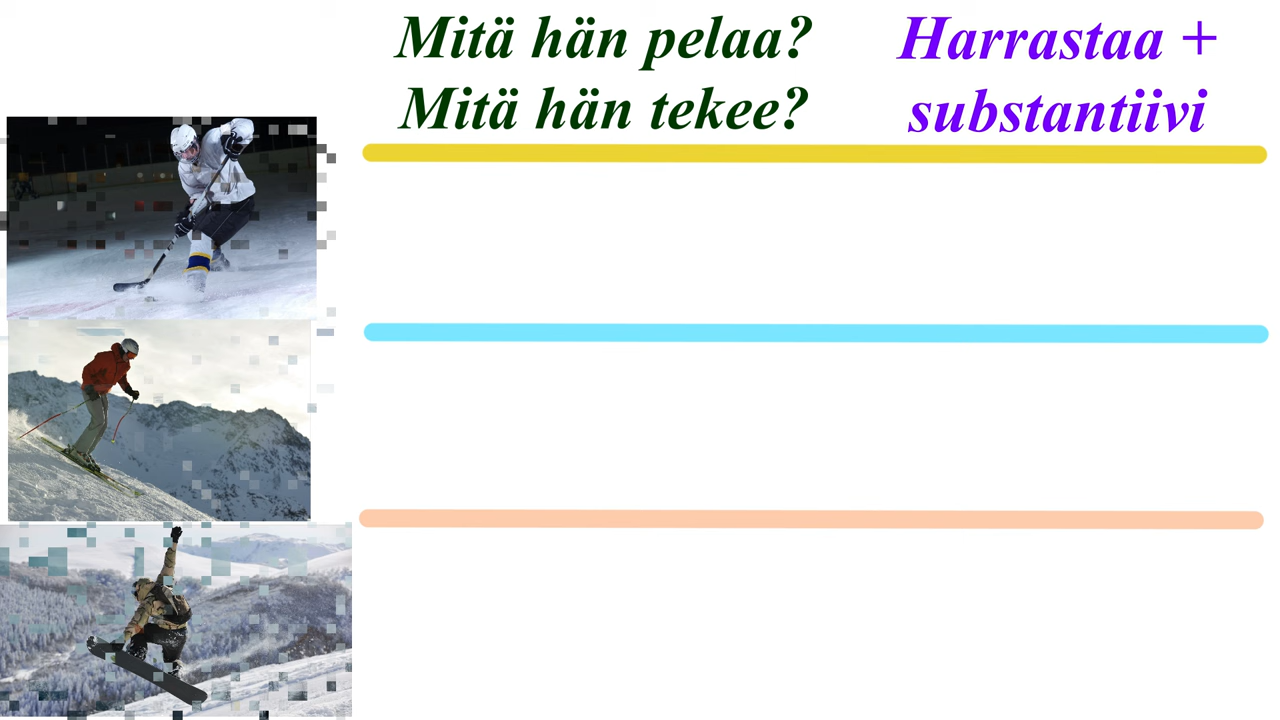 Mitä hän pelaa?
Mitä hän tekee?
Harrastaa +
substantiivi